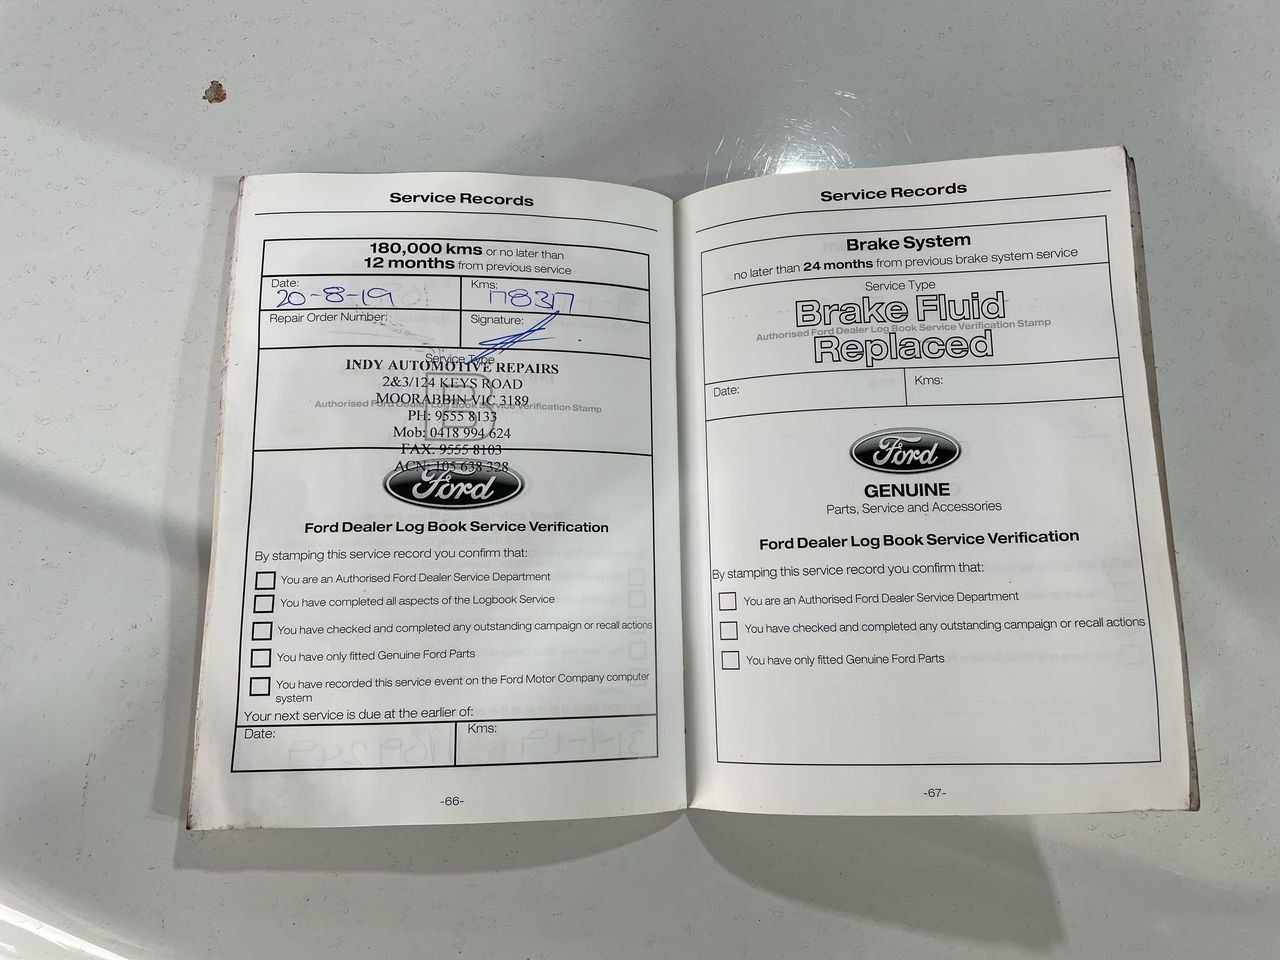 Service Records
180,000 kms or no later than
12 months from previous service
Date:
20-8-19
Kms:
178317
Repair Order Number:
Signature:
Service Type
B
Authorised Ford Dealer Log Book Service Verification Stamp
INDY AUTOMOTIVE REPAIRS
2&3/124 KEYS ROAD
MOORABBIN VIC 3189
PH: 9555 8133
Mob: 0418 994 624
FAX: 9555 8103
ACN: 105 638 328
Ford
Ford Dealer Log Book Service Verification
By stamping this service record you confirm that:
You are an Authorised Ford Dealer Service Department
You have completed all aspects of the Logbook Service
You have checked and completed any outstanding campaign or recall actions
You have only fitted Genuine Ford Parts
You have recorded this service event on the Ford Motor Company computer
system
Your next service is due at the earlier of:
Date:
Kms:
-66-
Service Records
Brake System
no later than 24 months from previous brake system service
Service Type
Brake Fluid
Authorised Ford Dealer Log Book Service Verification Stamp
Replaced
Date:
Kms:
Ford
GENUINE
Parts, Service and Accessories
Ford Dealer Log Book Service Verification
By stamping this service record you confirm that:
You are an Authorised Ford Dealer Service Department
You have checked and completed any outstanding campaign or recall actions
You have only fitted Genuine Ford Parts
-67-